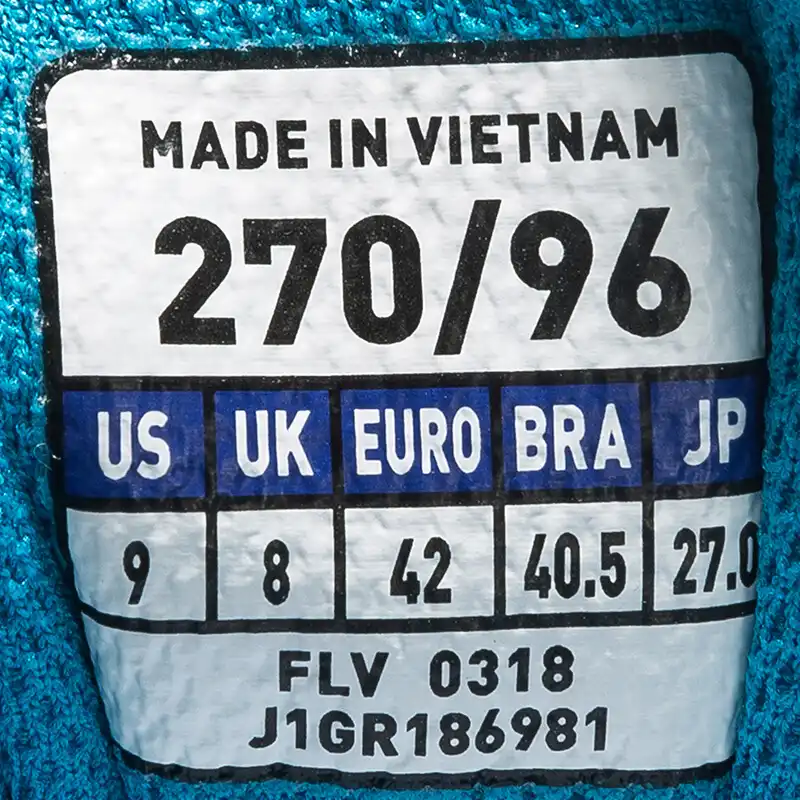 MADE IN VIETNAM
270/96
US UK EURO BRA JP
9 8 42 40.5 27.0
FLV 0318
J1GR186981